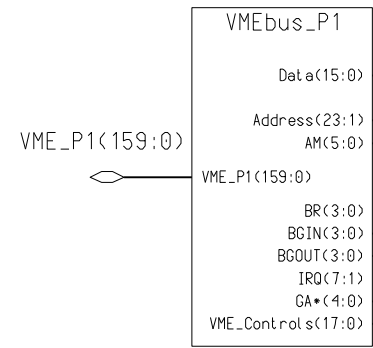 VMEbus_P1
Data(15:0)
Address(23:1)
AM(5:0)
VME_P1(159:0)
VME_P1(159:0)
BR(3:0)
BGIN(3:0)
BGOUT(3:0)
IRQ(7:1)
GA*(4:0)
VME_Controls(17:0)